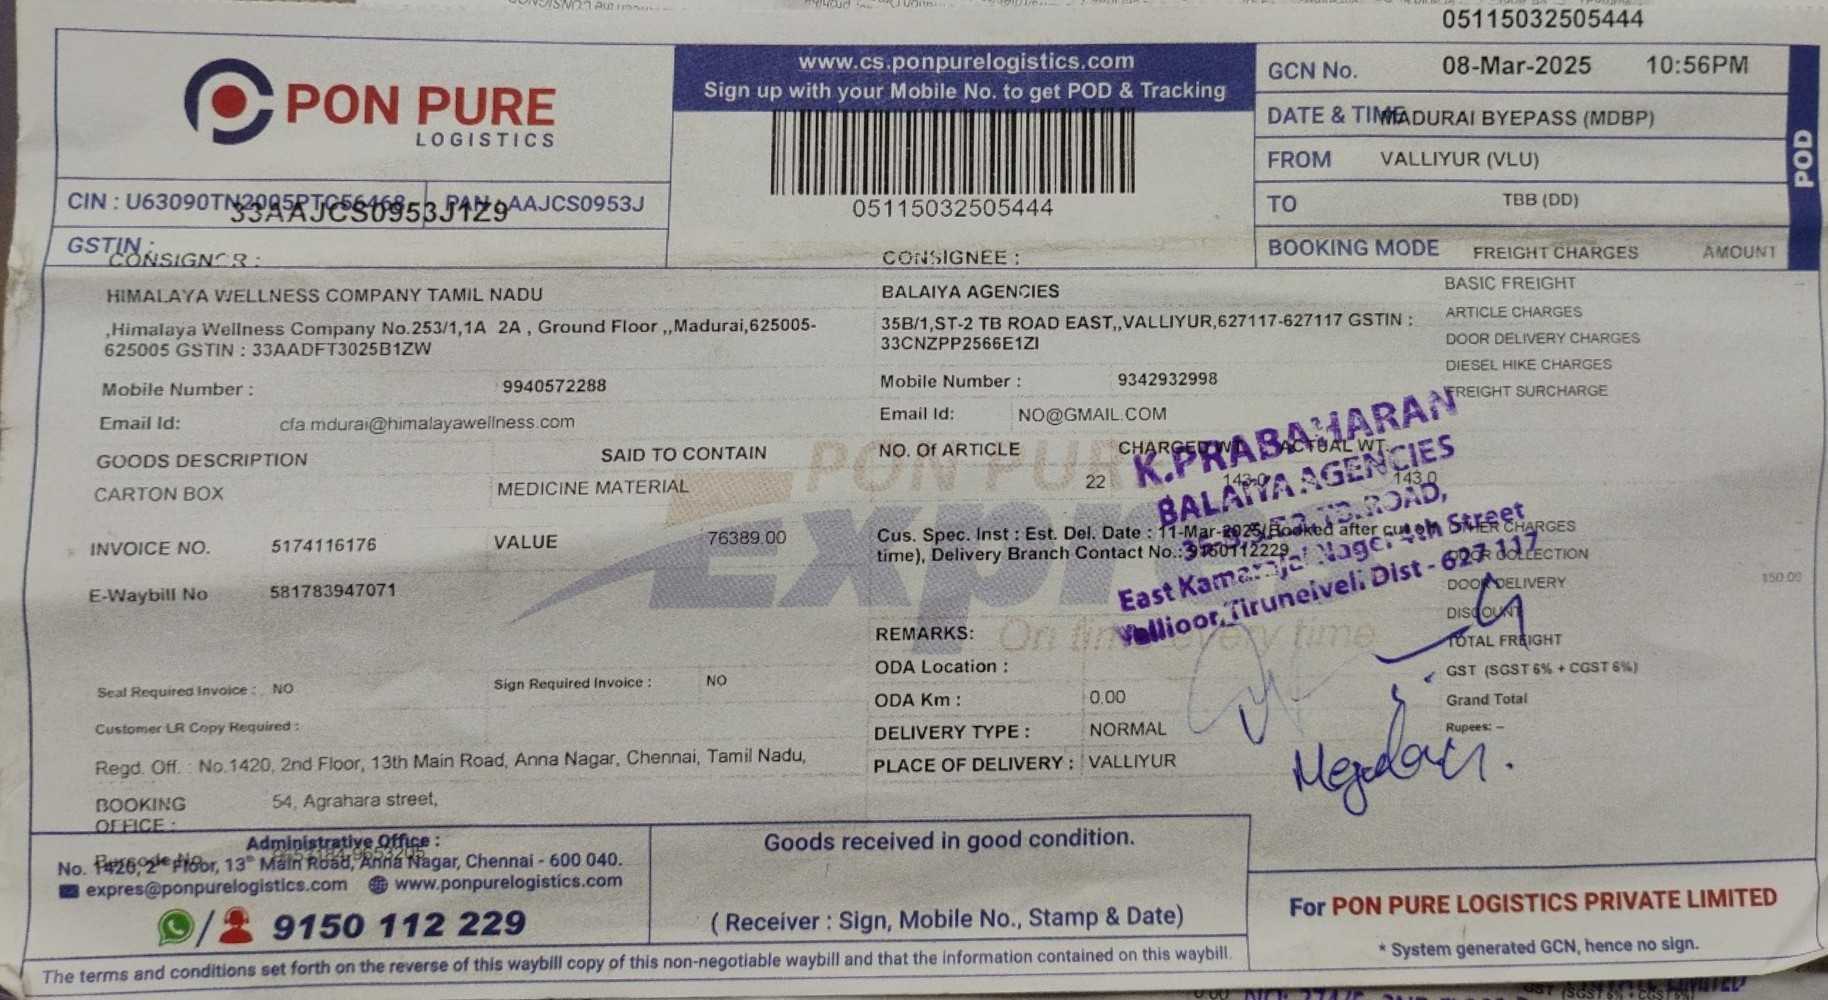 05115032505444
PON PURE
LOGISTICS
www.cs.ponpurelogistics.com
Sign up with your Mobile No. to get POD & Tracking
05115032505444
GCN No. 08-Mar-2025 10:56PM
DATE & TIME MADURAI BYEPASS (MDBP)
FROM VALLIYUR (VLU)
TO TBB (DD)
BOOKING MODE FREIGHT CHARGES AMOUNT
POD
CIN : PAN : AAJCS0953J
33AAJCS0953J1Z9
GSTIN :
CONSIGNOR :
HIMALAYA WELLNESS COMPANY TAMIL NADU
,Himalaya Wellness Company No.253/1,1A 2A , Ground Floor ,,Madurai,625005-
625005 GSTIN : 33AADFT3025B1ZW
Mobile Number : 9940572288
Email Id: cfa.mdurai@himalayawellness.com
CONSIGNEE :
BALAIYA AGENCIES
35B/1,ST-2 TB ROAD EAST,,VALLIYUR,627117-627117 GSTIN :
33CNZPP2566E1ZI
Mobile Number : 9342932998
Email Id: NO@GMAIL.COM
BASIC FREIGHT
ARTICLE CHARGES
DOOR DELIVERY CHARGES
DIESEL HIKE CHARGES
FREIGHT SURCHARGE
GOODS DESCRIPTION SAID TO CONTAIN NO. Of ARTICLE CHARGED WT. ACTUAL WT.
CARTON BOX MEDICINE MATERIAL 22 143.0 143.0
INVOICE NO. 5174116176 VALUE 76389.00
E-Waybill No 581783947071
Cus. Spec. Inst : Est. Del. Date : 11-Mar-2025(Booked after cut off
time), Delivery Branch Contact No.: 9150112229
K.PRABAHARAN
BALAIYA AGENCIES
T.B. ROAD,
East Kamarajar Nagar 4th Street
Vallioor, Tiruneiveli Dist - 627 117
OTHER CHARGES
DOOR COLLECTION
DOOR DELIVERY 150.00
DISCOUNT
TOTAL FREIGHT
GST (SGST 6% + CGST 6%)
Grand Total
Rupees: –
PON PURE
Express
On time every time
REMARKS:
ODA Location :
ODA Km : 0.00
DELIVERY TYPE : NORMAL
PLACE OF DELIVERY : VALLIYUR
Seal Required Invoice : NO Sign Required Invoice : NO
Customer LR Copy Required :
Regd. Off. : No.1420, 2nd Floor, 13th Main Road, Anna Nagar, Chennai, Tamil Nadu,
BOOKING 54, Agrahara street,
OFFICE :
Administrative Office :
No. 1420, 2nd Floor, 13th Main Road, Anna Nagar, Chennai - 600 040.
expres@ponpurelogistics.com www.ponpurelogistics.com
9150 112 229
Goods received in good condition.
( Receiver : Sign, Mobile No., Stamp & Date)
For PON PURE LOGISTICS PRIVATE LIMITED
* System generated GCN, hence no sign.
The terms and conditions set forth on the reverse of this waybill copy of this non-negotiable waybill and that the information contained on this waybill.